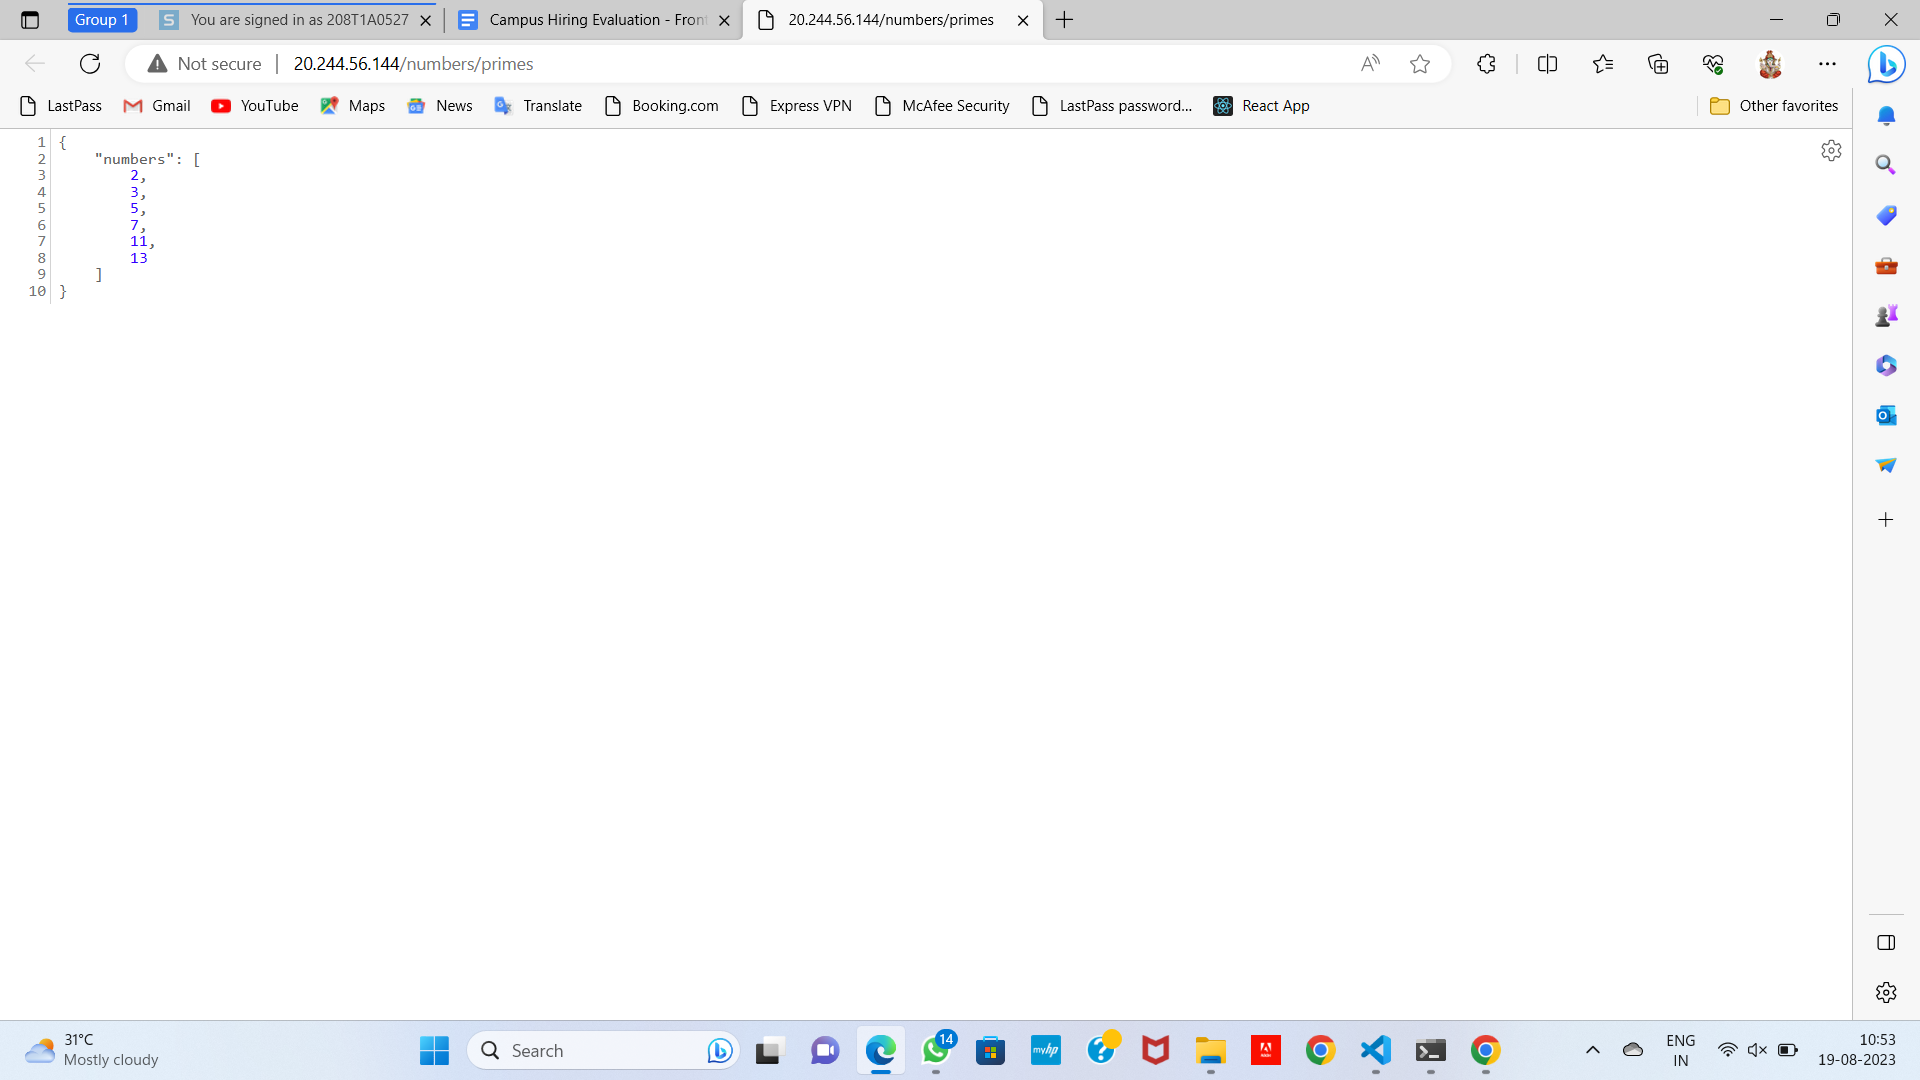 Group 1
You are signed in as 208T1A0527
Campus Hiring Evaluation - Front
20.244.56.144/numbers/primes
Not secure
20.244.56.144/numbers/primes
LastPass
Gmail
YouTube
Maps
News
Translate
Booking.com
Express VPN
McAfee Security
LastPass password...
React App
Other favorites
1 {
2 "numbers": [
3 2,
4 3,
5 5,
6 7,
7 11,
8 13
9 ]
10 }
31°C
Mostly cloudy
Search
14
myhp
ENG
IN
10:53
19-08-2023